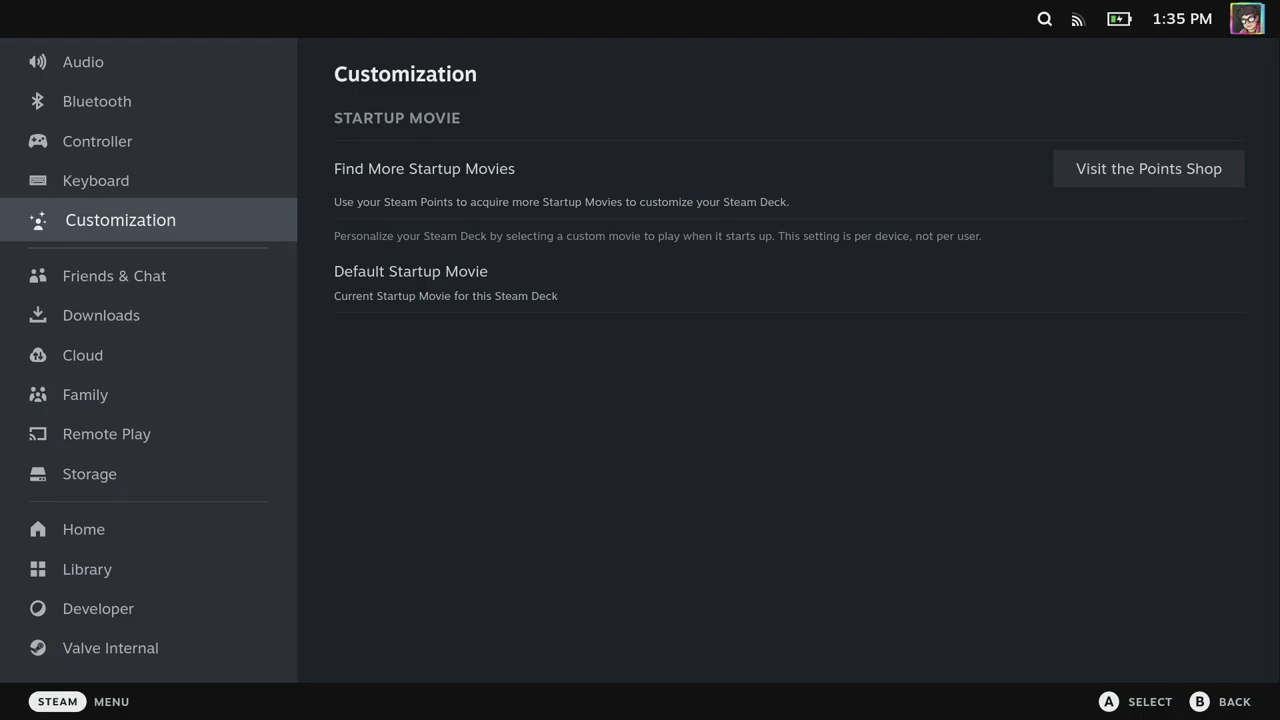 1:35 PM
Audio
Bluetooth
Controller
Keyboard
Customization
Friends & Chat
Downloads
Cloud
Family
Remote Play
Storage
Home
Library
Developer
Valve Internal
Customization
STARTUP MOVIE
Find More Startup Movies
Visit the Points Shop
Use your Steam Points to acquire more Startup Movies to customize your Steam Deck.
Personalize your Steam Deck by selecting a custom movie to play when it starts up. This setting is per device, not per user.
Default Startup Movie
Current Startup Movie for this Steam Deck
STEAM MENU
A SELECT B BACK